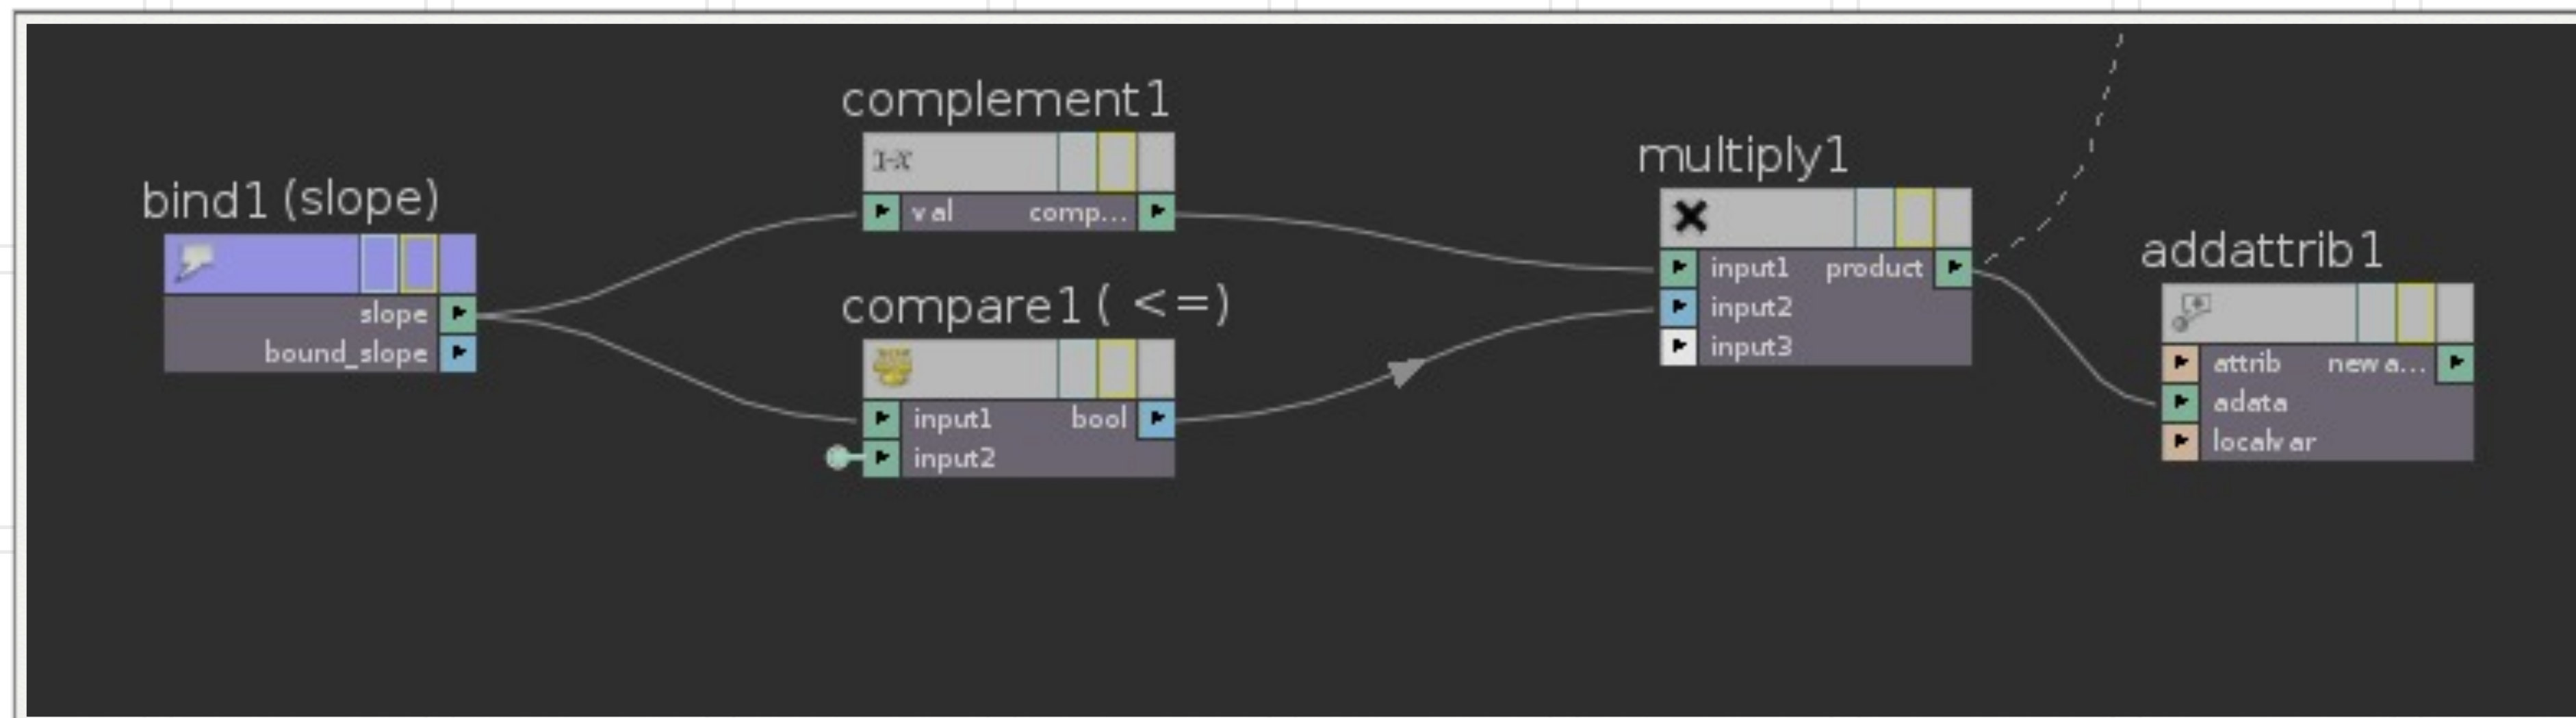 bind1 (slope)
slope
bound_slope
complement1
1-X
val comp...
compare1 ( <=)
input1 bool
input2
multiply1
input1 product
input2
input3
addattrib1
attrib newa...
adata
localvar